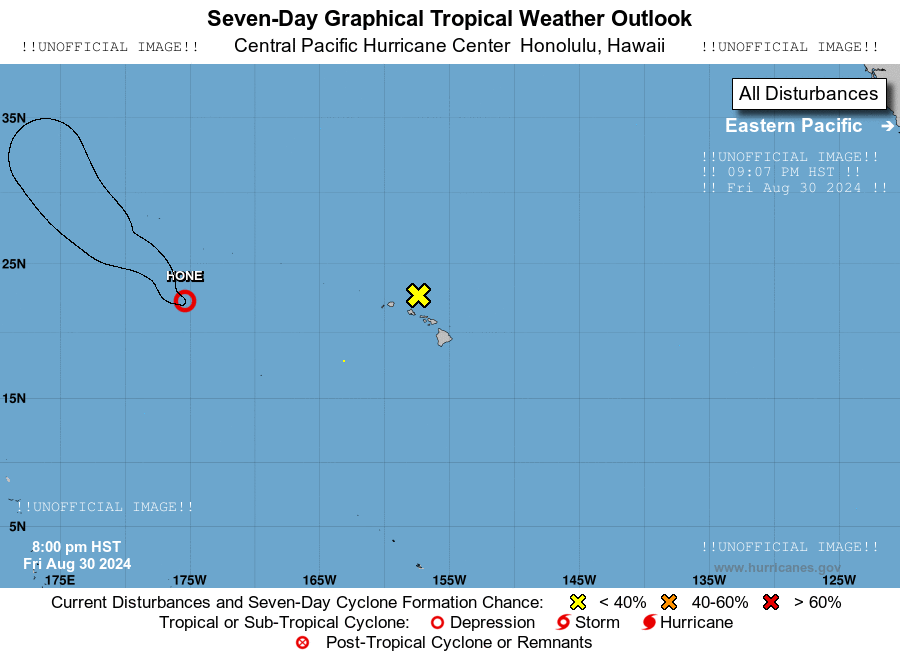 Seven-Day Graphical Tropical Weather Outlook
!!UNOFFICIAL IMAGE!! Central Pacific Hurricane Center Honolulu, Hawaii !!UNOFFICIAL IMAGE!!
All Disturbances
35N
Eastern Pacific →
!!UNOFFICIAL IMAGE!!
!! 09:07 PM HST !!
!! Fri Aug 30 2024 !!
25N
HONE
15N
!!UNOFFICIAL IMAGE!!
5N
8:00 pm HST
Fri Aug 30 2024
!!UNOFFICIAL IMAGE!!
www.hurricanes.gov
175E 175W 165W 155W 145W 135W 125W
Current Disturbances and Seven-Day Cyclone Formation Chance: < 40% 40-60% > 60%
Tropical or Sub-Tropical Cyclone: Depression Storm Hurricane
Post-Tropical Cyclone or Remnants